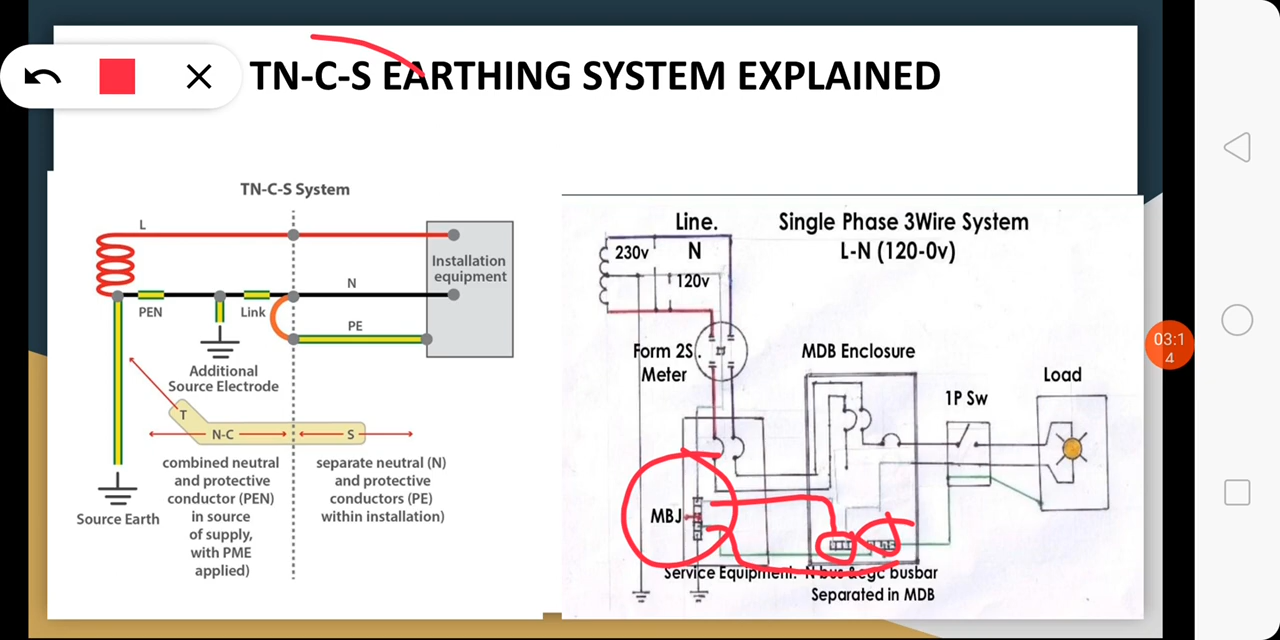 TN-C-S EARTHING SYSTEM EXPLAINED
TN-C-S System
L
Installation
equipment
N
PEN
Link
PE
Additional
Source Electrode
T
N-C
S
combined neutral
and protective
conductor (PEN)
in source
of supply,
with PME
applied)
separate neutral (N)
and protective
conductors (PE)
within installation)
Source Earth
Line.
Single Phase 3Wire System
230v
N
L-N (120-0v)
120v
Form 2S.
Meter
MDB Enclosure
1P Sw
Load
MBJ
Service Equipment. N bus &egc busbar
Separated in MDB
03:1
4